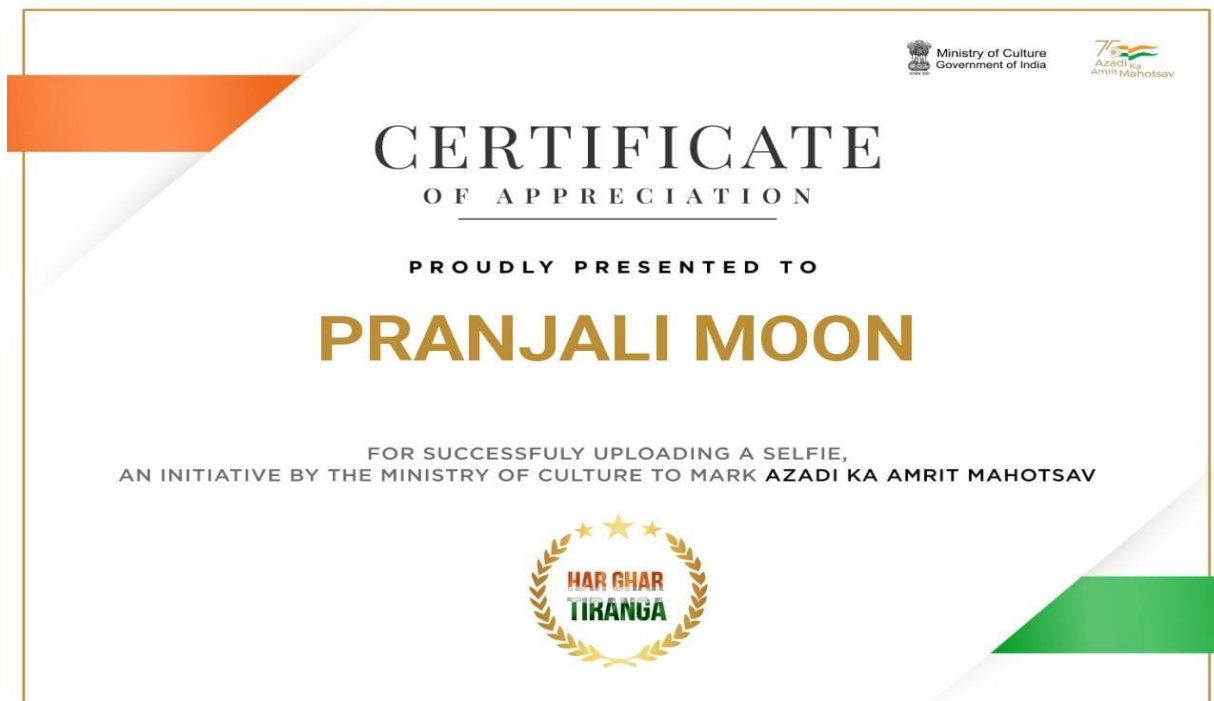 Ministry of Culture
Government of India
75
Azadi Ka
Amrit Mahotsav
CERTIFICATE
OF APPRECIATION
PROUDLY PRESENTED TO
PRANJALI MOON
FOR SUCCESSFULY UPLOADING A SELFIE,
AN INITIATIVE BY THE MINISTRY OF CULTURE TO MARK AZADI KA AMRIT MAHOTSAV
HAR GHAR
TIRANGA